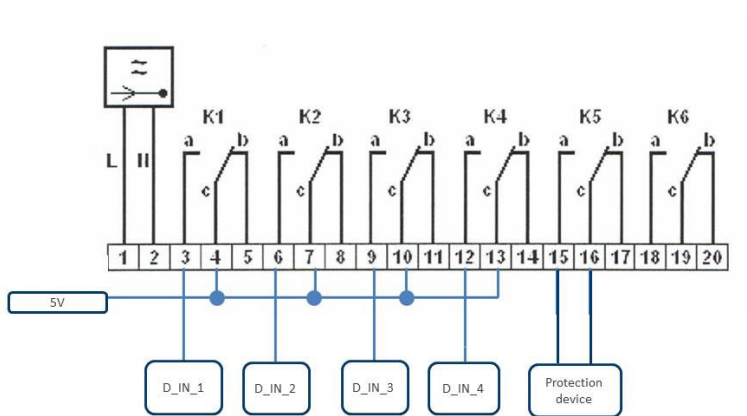 K1 K2 K3 K4 K5 K6
a b a b a b a b a b a b
L II
c c c c c c
1 2 3 4 5 6 7 8 9 10 11 12 13 14 15 16 17 18 19 20
5V
D_IN_1 D_IN_2 D_IN_3 D_IN_4 Protection
device